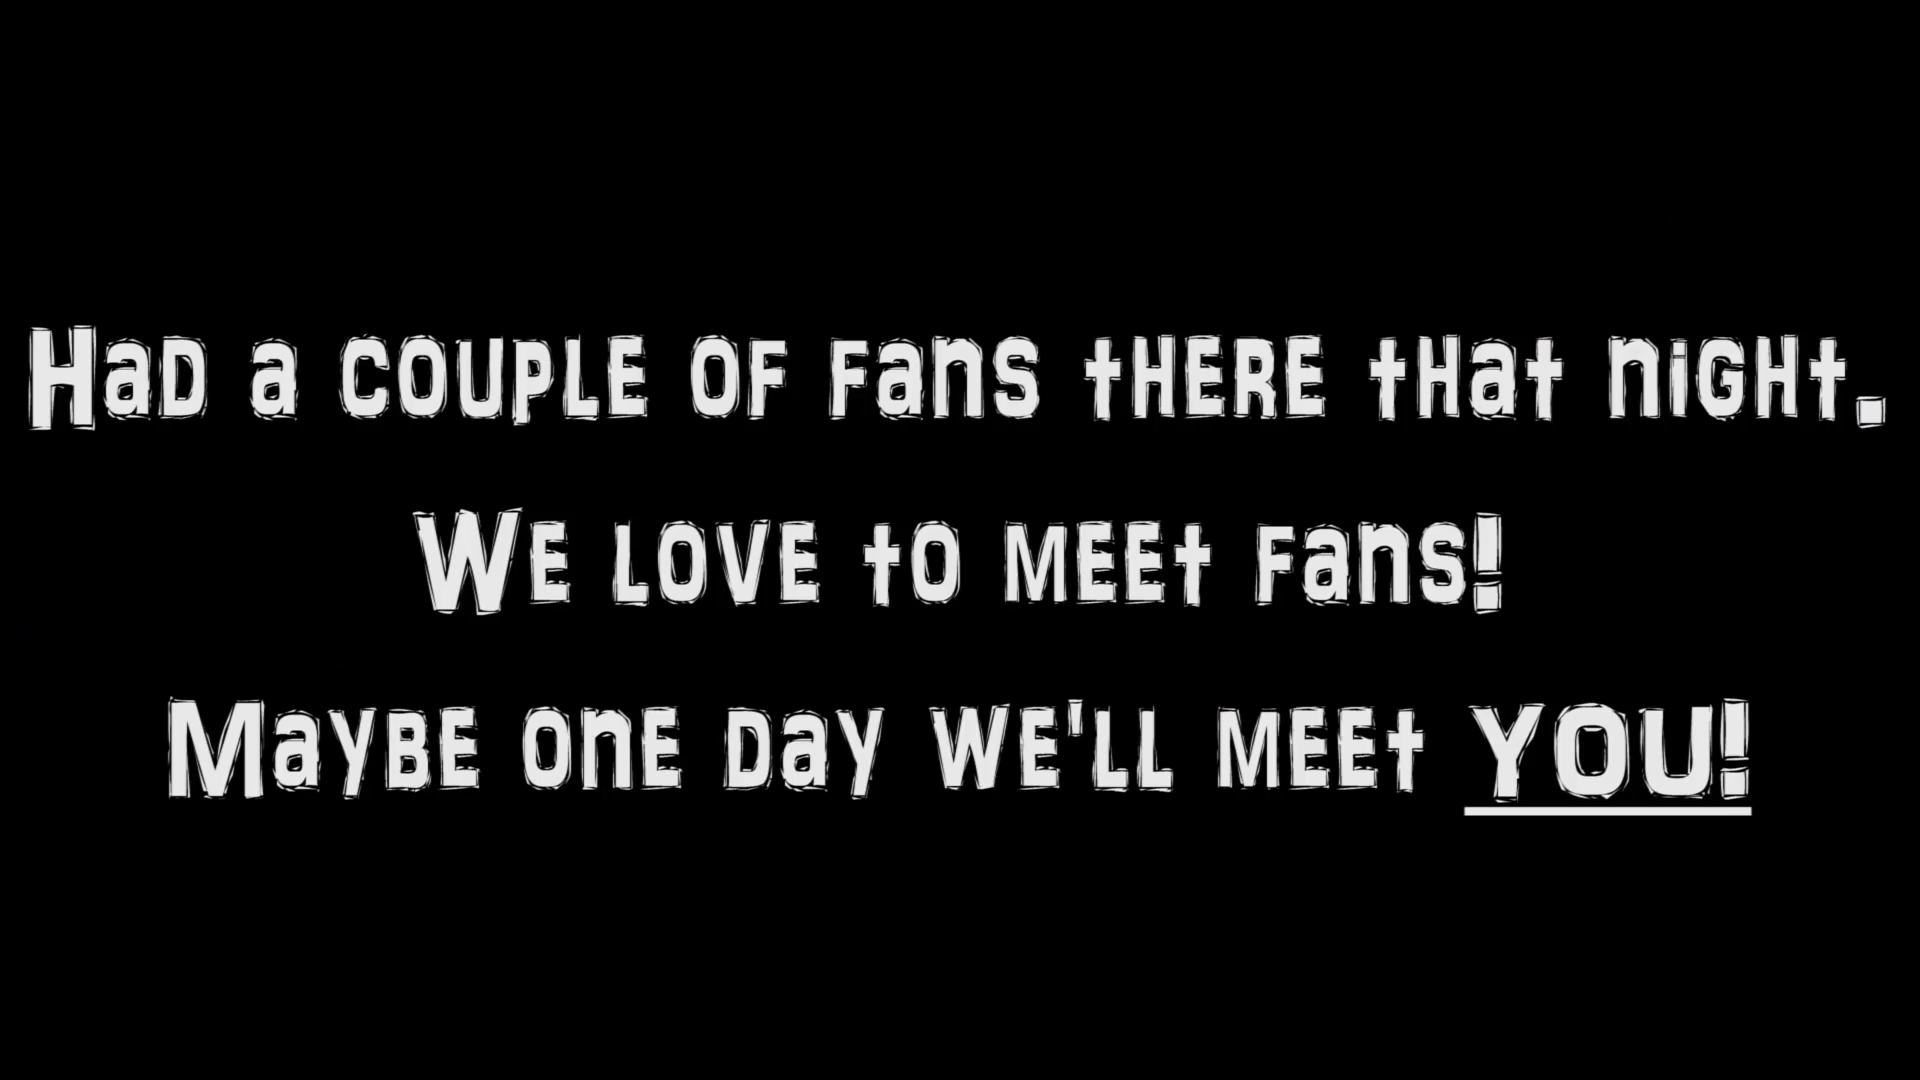 Had a couple of fans there that night.
We love to meet fans!
Maybe one day we'll meet YOU!